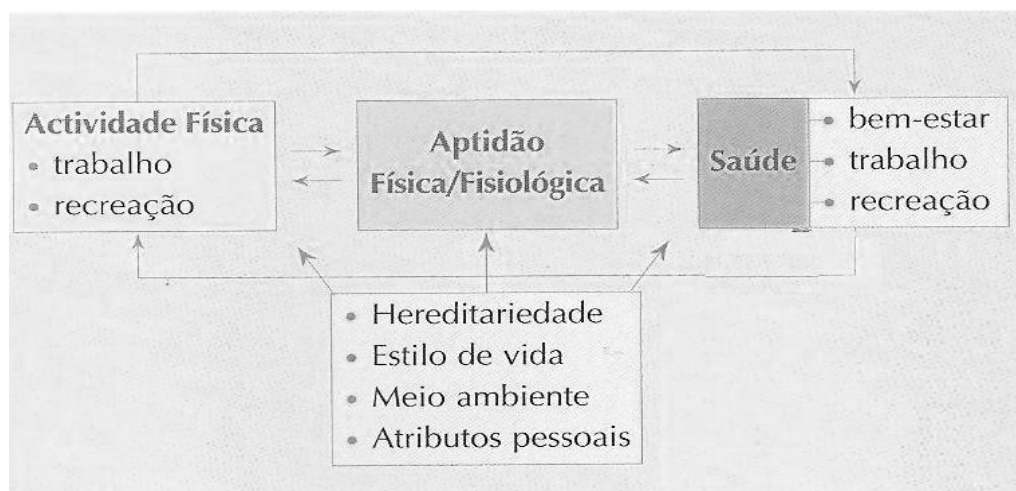 Actividade Física
• trabalho
• recreação
Aptidão
Física/Fisiológica
Saúde
bem-estar
trabalho
recreação
• Hereditariedade
• Estilo de vida
• Meio ambiente
• Atributos pessoais